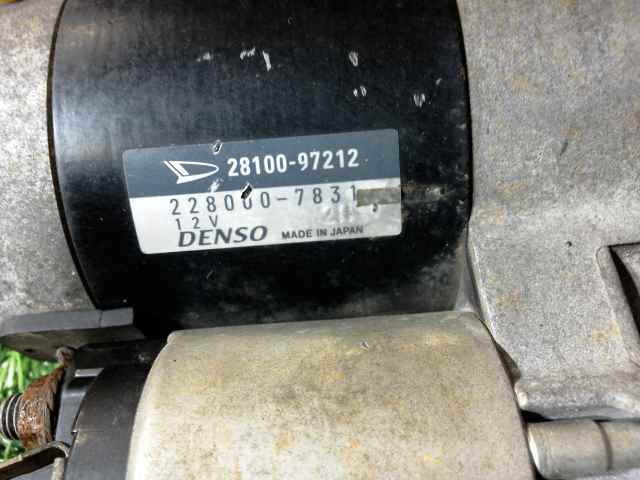 28100-97212
228000-7831
12V
DENSO MADE IN JAPAN